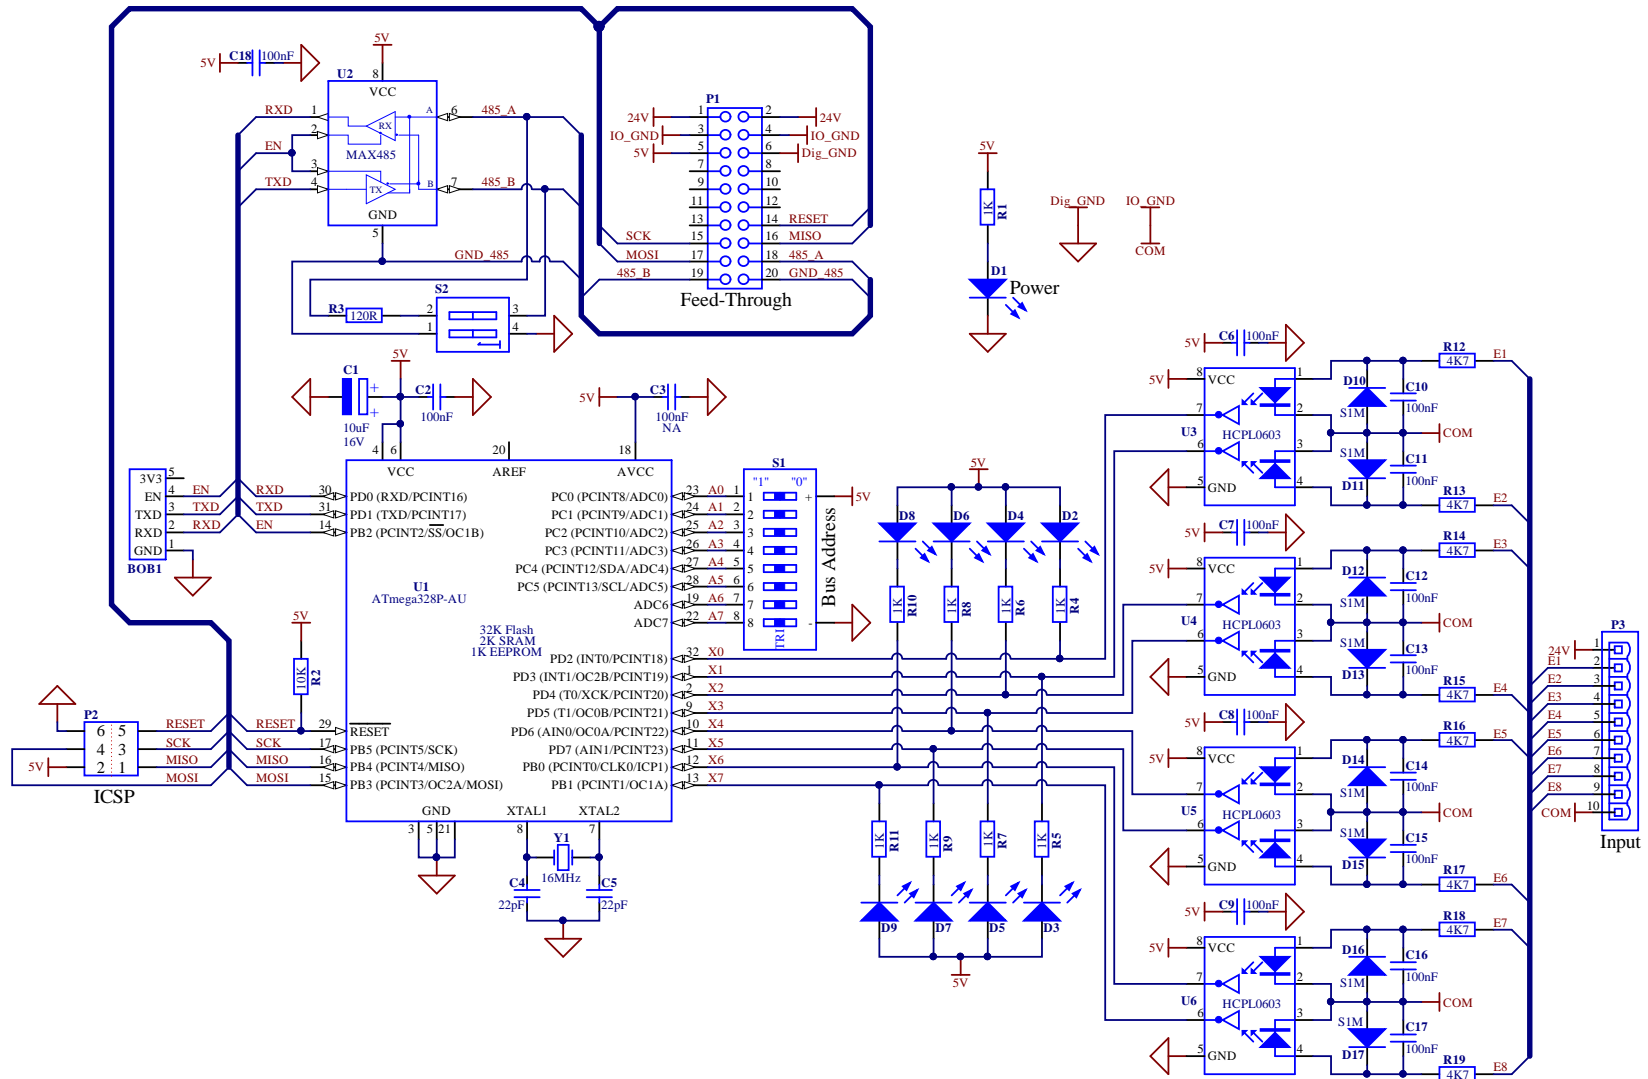 5V
5V C18 100nF
U2
8
VCC
RXD 1
2
EN
3
TXD 4
RX
MAX485
TX
A 6 485_A
B 7 485_B
GND
5
GND_485
R3 120R
S2
2 3
1 4
P1
24V 1 2 24V
IO_GND 3 4 IO_GND
5V 5 6 Dig_GND
7 8
9 10
11 12
13 14 RESET
SCK 15 16 MISO
MOSI 17 18 485_A
485_B 19 20 GND_485
Feed-Through
5V
1K R1
D1
Power
Dig_GND IO_GND
COM
5V
C1
+
+
10uF
16V
C2
100nF
5V C3
100nF
NA
4 6 20 18
VCC AREF AVCC
3V3 5
EN 4 EN
TXD 3 TXD
RXD 2 RXD
GND 1
BOB1
RXD 30 PD0 (RXD/PCINT16)
TXD 31 PD1 (TXD/PCINT17)
EN 14 PB2 (PCINT2/SS/OC1B)
U1
ATmega328P-AU
32K Flash
2K SRAM
1K EEPROM
PC0 (PCINT8/ADC0) 23 A0 1
PC1 (PCINT9/ADC1) 24 A1 2
PC2 (PCINT10/ADC2) 25 A2 3
PC3 (PCINT11/ADC3) 26 A3 4
PC4 (PCINT12/SDA/ADC4) 27 A4 5
PC5 (PCINT13/SCL/ADC5) 28 A5 6
ADC6 19 A6 7
ADC7 22 A7 8
PD2 (INT0/PCINT18) 32 X0
PD3 (INT1/OC2B/PCINT19) 1 X1
PD4 (T0/XCK/PCINT20) 2 X2
PD5 (T1/OC0B/PCINT21) 9 X3
PD6 (AIN0/OC0A/PCINT22) 10 X4
PD7 (AIN1/PCINT23) 11 X5
PB0 (PCINT0/CLK0/ICP1) 12 X6
PB1 (PCINT1/OC1A) 13 X7
S1
"1" "0"
1 +
2
3
4
5
6
7
8 -
TRI
5V
Bus Address
5V
10K R2
RESET 29 RESET
SCK 17 PB5 (PCINT5/SCK)
MISO 16 PB4 (PCINT4/MISO)
MOSI 15 PB3 (PCINT3/OC2A/MOSI)
P2
6 5 RESET
4 3 SCK
5V 2 1 MISO
MOSI
ICSP
GND XTAL1 XTAL2
3 5 21 8 7
Y1
16MHz
C4
22pF
C5
22pF
5V
D8 D6 D4 D2
1K R10 1K R8 1K R6 1K R4
1K R11 1K R9 1K R7 1K R5
D9 D7 D5 D3
5V
5V C6 100nF
5V 8 VCC 1
7 2
U3 HCPL0603
6 3
5 GND 4
R12 4K7 E1
D10 S1M
C10 100nF
COM
S1M D11
C11 100nF
R13 4K7 E2
5V C7 100nF
5V 8 VCC 1
7 2
U4 HCPL0603
6 3
5 GND 4
R14 4K7 E3
D12 S1M
C12 100nF
COM
S1M D13
C13 100nF
R15 4K7 E4
5V C8 100nF
5V 8 VCC 1
7 2
U5 HCPL0603
6 3
5 GND 4
R16 4K7 E5
D14 S1M
C14 100nF
COM
S1M D15
C15 100nF
R17 4K7 E6
5V C9 100nF
5V 8 VCC 1
7 2
U6 HCPL0603
6 3
5 GND 4
R18 4K7 E7
D16 S1M
C16 100nF
COM
S1M D17
C17 100nF
R19 4K7 E8
P3
24V 1
E1 2
E2 3
E3 4
E4 5
E5 6
E6 7
E7 8
E8 9
COM 10
Input